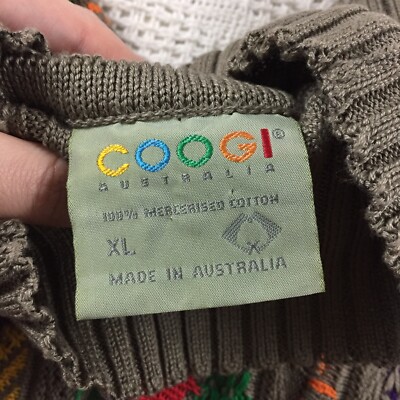 COOGI®
AUSTRALIA
100% MERCERISED COTTON
XL
MADE IN AUSTRALIA